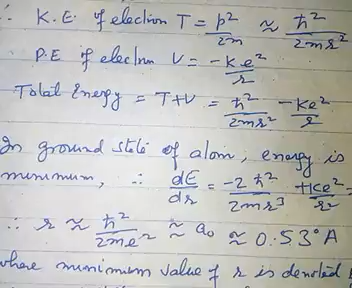 ∴ K.E. of electron T = p²/2m ≈ ħ²/2mr²
P.E of electron V = -Ke²/r
Total Energy = T+V = ħ²/2mr² - Ke²/r
In ground state of atom, energy is
minimum, ∴ dE/dr = -2ħ²/2mr³ + Ke²/r² =
∴ r ≈ ħ²/2me² ≈ a₀ ≈ 0.53°A
where minimum value of r is denoted